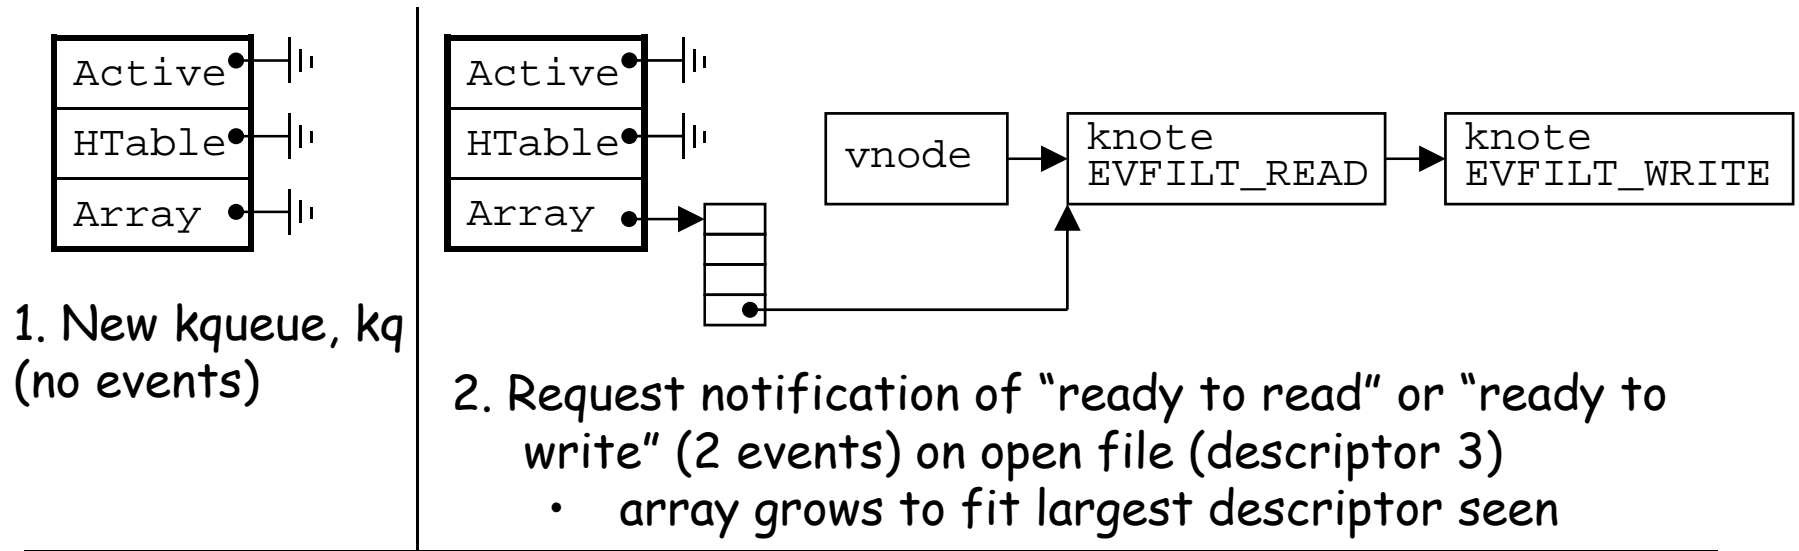 Active
HTable
Array
1. New kqueue, kq
(no events)
Active
HTable
Array
vnode
knote
EVFILT_READ
knote
EVFILT_WRITE
2. Request notification of “ready to read” or “ready to
write” (2 events) on open file (descriptor 3)
• array grows to fit largest descriptor seen